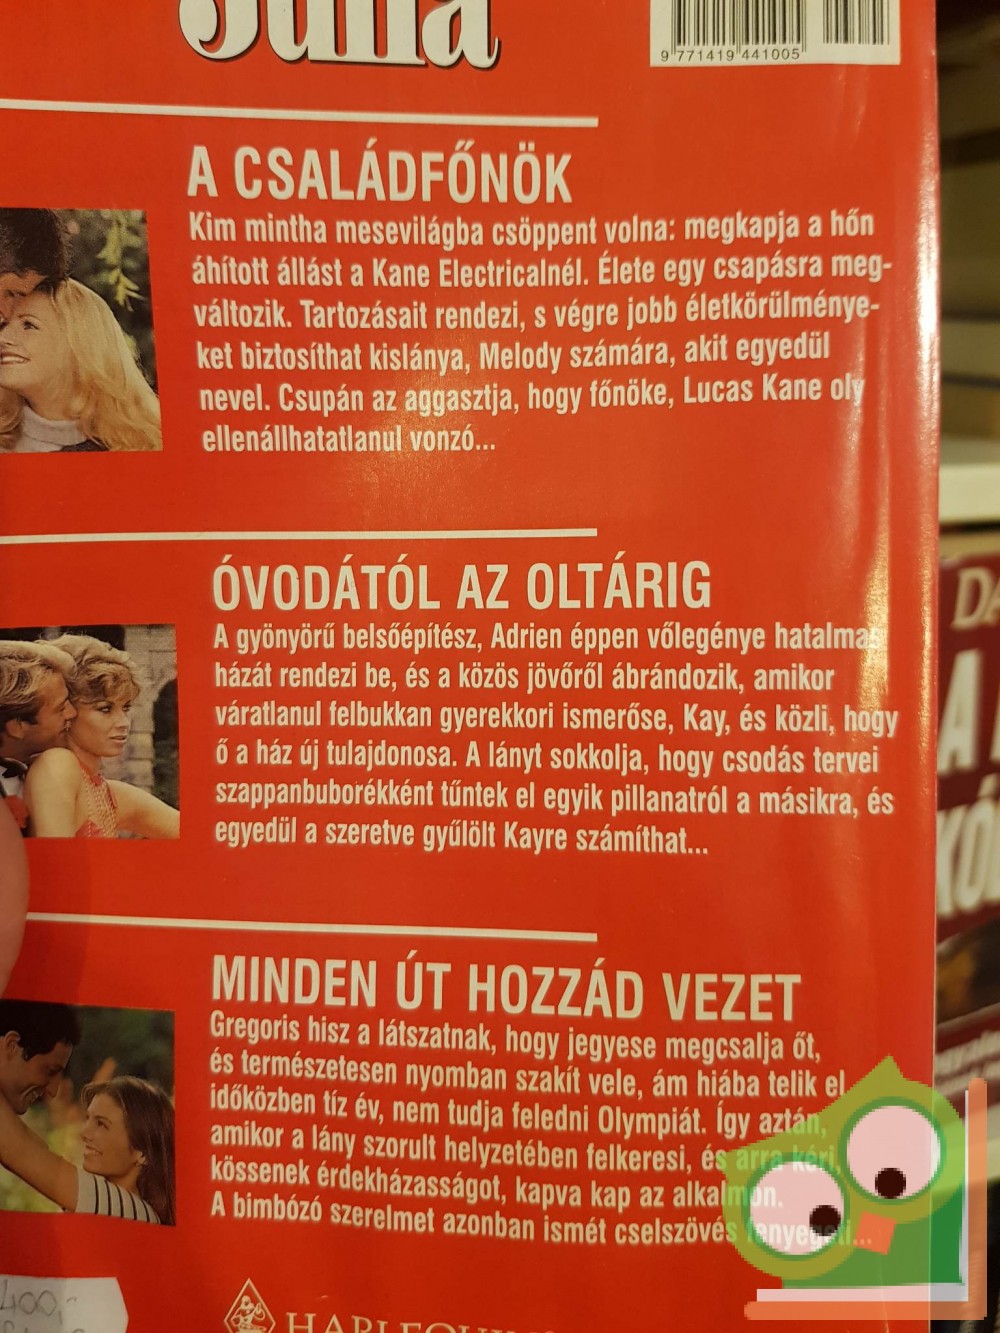 Júlia
9 771419 441005
A CSALÁDFŐNÖK
Kim mintha mesevilágba csöppent volna: megkapja a hőn
áhított állást a Kane Electricalnél. Élete egy csapásra meg-
változik. Tartozásait rendezi, s végre jobb életkörülménye-
ket biztosíthat kislánya, Melody számára, akit egyedül
nevel. Csupán az aggasztja, hogy főnöke, Lucas Kane oly
ellenállhatatlanul vonzó...
ÓVODÁTÓL AZ OLTÁRIG
A gyönyörű belsőépítész, Adrien éppen vőlegénye hatalmas
házát rendezi be, és a közös jövőről ábrándozik, amikor
váratlanul felbukkan gyerekkori ismerőse, Kay, és közli, hogy
ő a ház új tulajdonosa. A lányt sokkolja, hogy csodás tervei
szappanbuborékként tűntek el egyik pillanatról a másikra, és
egyedül a szeretve gyűlölt Kayre számíthat...
MINDEN ÚT HOZZÁD VEZET
Gregoris hisz a látszatnak, hogy jegyese megcsalja őt,
és természetesen nyomban szakít vele, ám hiába telik el
időközben tíz év, nem tudja feledni Olympiát. Így aztán,
amikor a lány szorult helyzetében felkeresi, és arra kéri,
kössenek érdekházasságot, kapva kap az alkalmon.
A bimbózó szerelmet azonban ismét cselszövés fenyegeti...
400,-
DA
A
KÓ